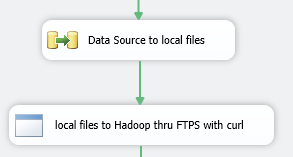 Data Source to local files
local files to Hadoop thru FTPS with curl